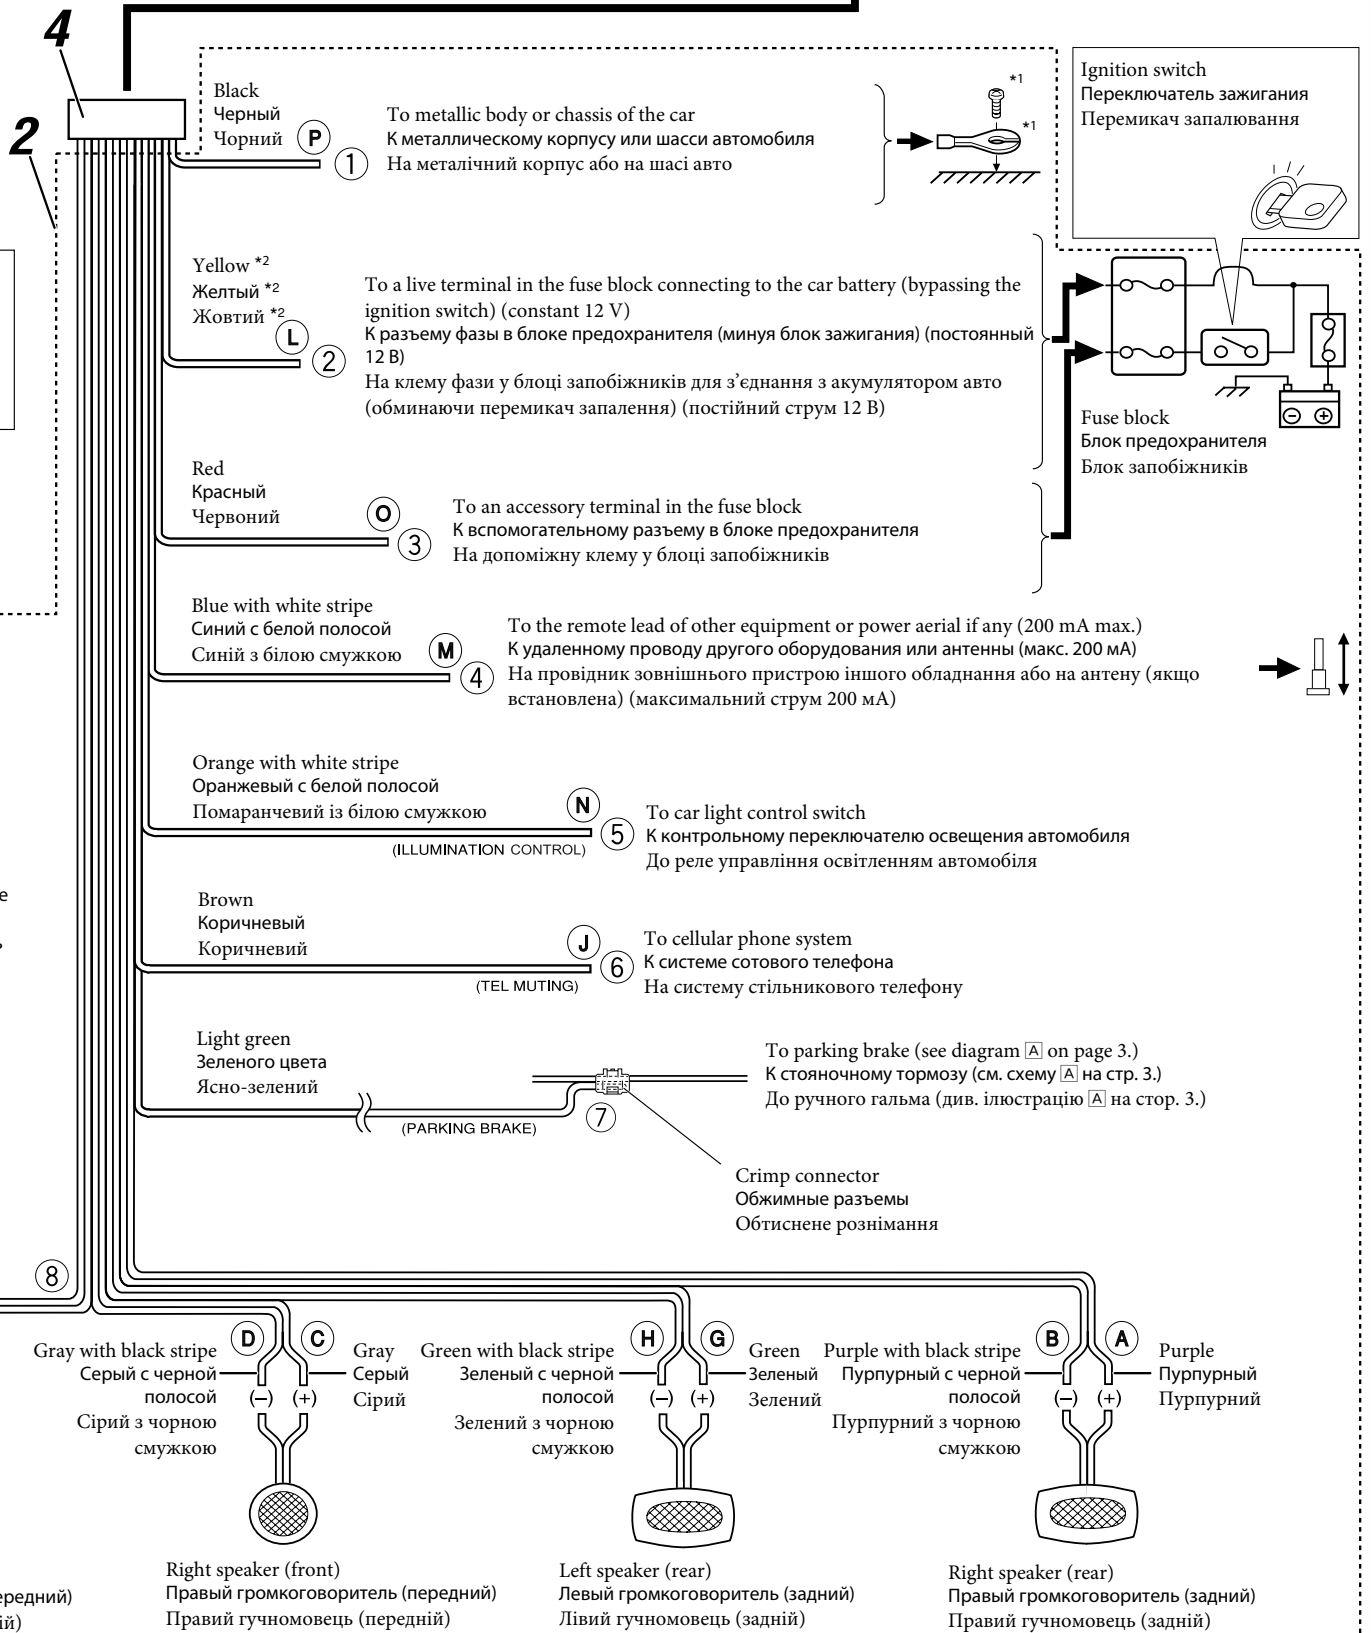 4
2
Black
Черный
Чорний
P
1
To metallic body or chassis of the car
К металлическому корпусу или шасси автомобиля
На металічний корпус або на шасі авто
*1
*1
Ignition switch
Переключатель зажигания
Перемикач запалювання
Yellow *2
Желтый *2
Жовтий *2
L
2
To a live terminal in the fuse block connecting to the car battery (bypassing the
ignition switch) (constant 12 V)
К разъему фазы в блоке предохранителя (минуя блок зажигания) (постоянный
12 В)
На клему фази у блоці запобіжників для з’єднання з акумулятором авто
(обминаючи перемикач запалення) (постійний струм 12 В)
Fuse block
Блок предохранителя
Блок запобіжників
Red
Красный
Червоний
O
3
To an accessory terminal in the fuse block
К вспомогательному разъему в блоке предохранителя
На допоміжну клему у блоці запобіжників
Blue with white stripe
Синий с белой полосой
Синій з білою смужкою
M
4
To the remote lead of other equipment or power aerial if any (200 mA max.)
К удаленному проводу другого оборудования или антенны (макс. 200 мА)
На провідник зовнішнього пристрою іншого обладнання або на антену (якщо
встановлена) (максимальний струм 200 мА)
Orange with white stripe
Оранжевый с белой полосой
Помаранчевий із білою смужкою
N
5
(ILLUMINATION CONTROL)
To car light control switch
К контрольному переключателю освещения автомобиля
До реле управління освітленням автомобіля
е
Brown
Коричневый
Коричневий
J
6
(TEL MUTING)
To cellular phone system
К системе сотового телефона
На систему стільникового телефону
Light green
Зеленого цвета
Ясно-зелений
(PARKING BRAKE)
7
To parking brake (see diagram A on page 3.)
К стояночному тормозу (см. схему A на стр. 3.)
До ручного гальма (див. ілюстрацію A на стор. 3.)
Crimp connector
Обжимные разъемы
Обтиснене рознімання
8
Gray with black stripe
Серый с черной
полосой
Сірий з чорною
смужкою
D
C
(–) (+)
Gray
Серый
Сірий
Green with black stripe
Зеленый с черной
полосой
Зелений з чорною
смужкою
H
G
(–) (+)
Green
Зеленый
Зелений
Purple with black stripe
Пурпурный с черной
полосой
Пурпурний з чорною
смужкою
B
A
(–) (+)
Purple
Пурпурный
Пурпурний
ередний)
ій)
Right speaker (front)
Правый громкоговоритель (передний)
Правий гучномовець (передній)
Left speaker (rear)
Левый громкоговоритель (задний)
Лівий гучномовець (задній)
Right speaker (rear)
Правый громкоговоритель (задний)
Правий гучномовець (задній)